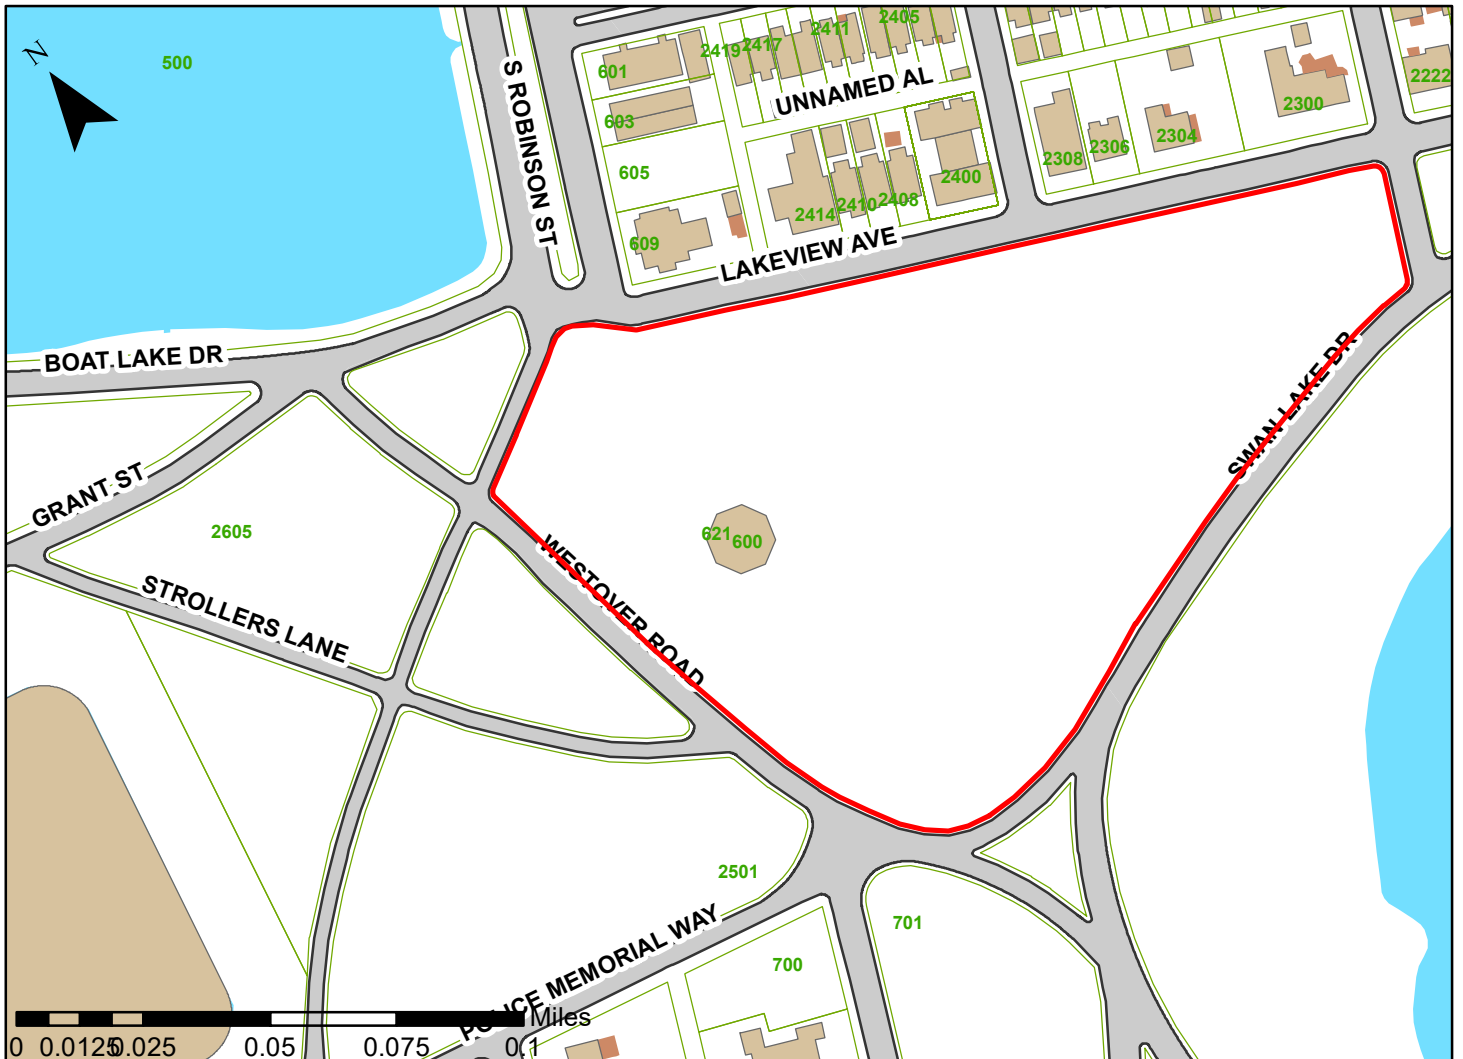 N
500
S ROBINSON ST
601
603
605
609
2419
2417
2411
2405
UNNAMED AL
2414
2410
2408
2400
2308
2306
2304
2300
2222
LAKEVIEW AVE
BOAT LAKE DR
GRANT ST
2605
STROLLERS LANE
WESTOVER ROAD
621
600
SWAN LAKE DR
2501
701
700
POLICE MEMORIAL WAY
Miles
0 0.0125 0.025 0.05 0.075 0.1